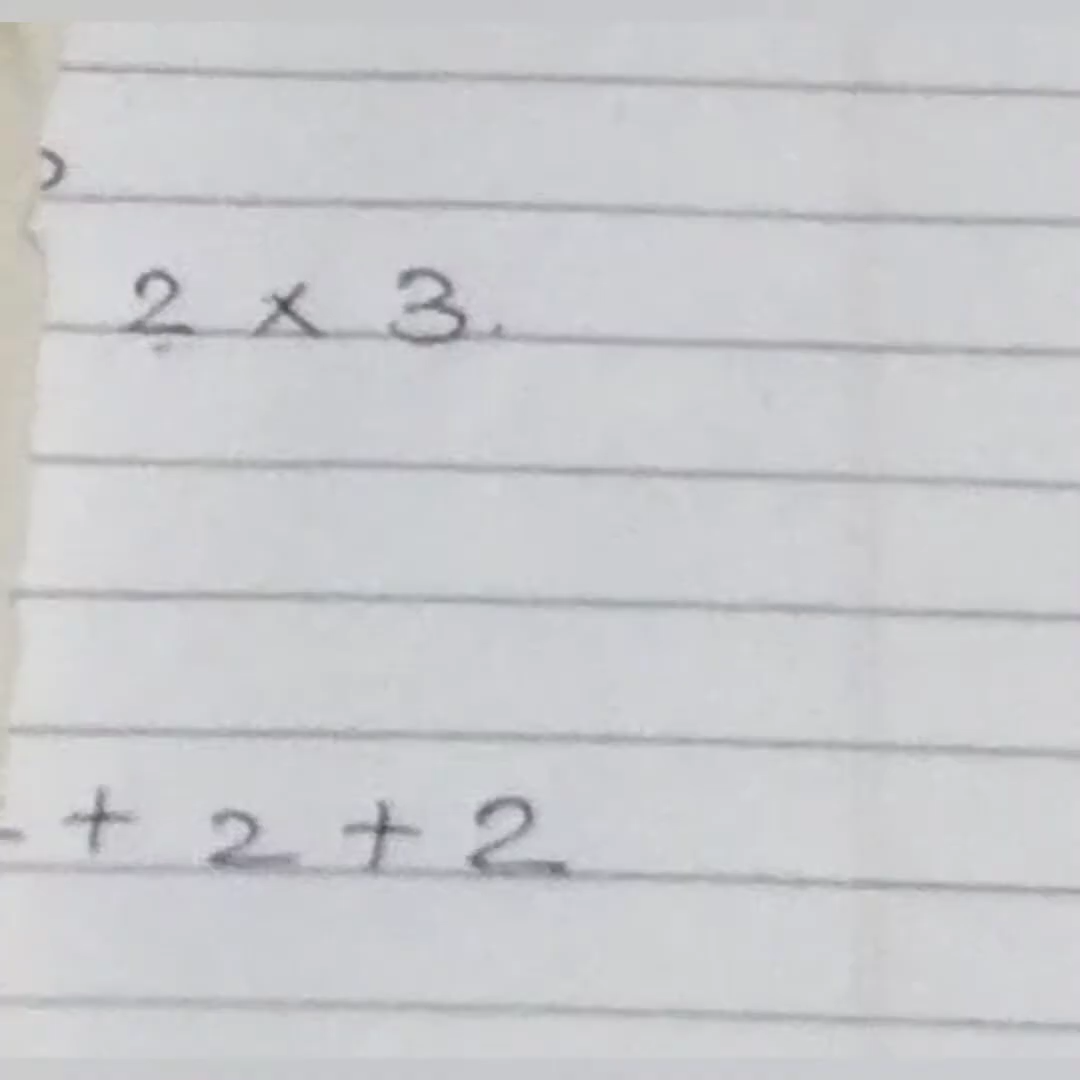 2 × 3.
+ 2 + 2